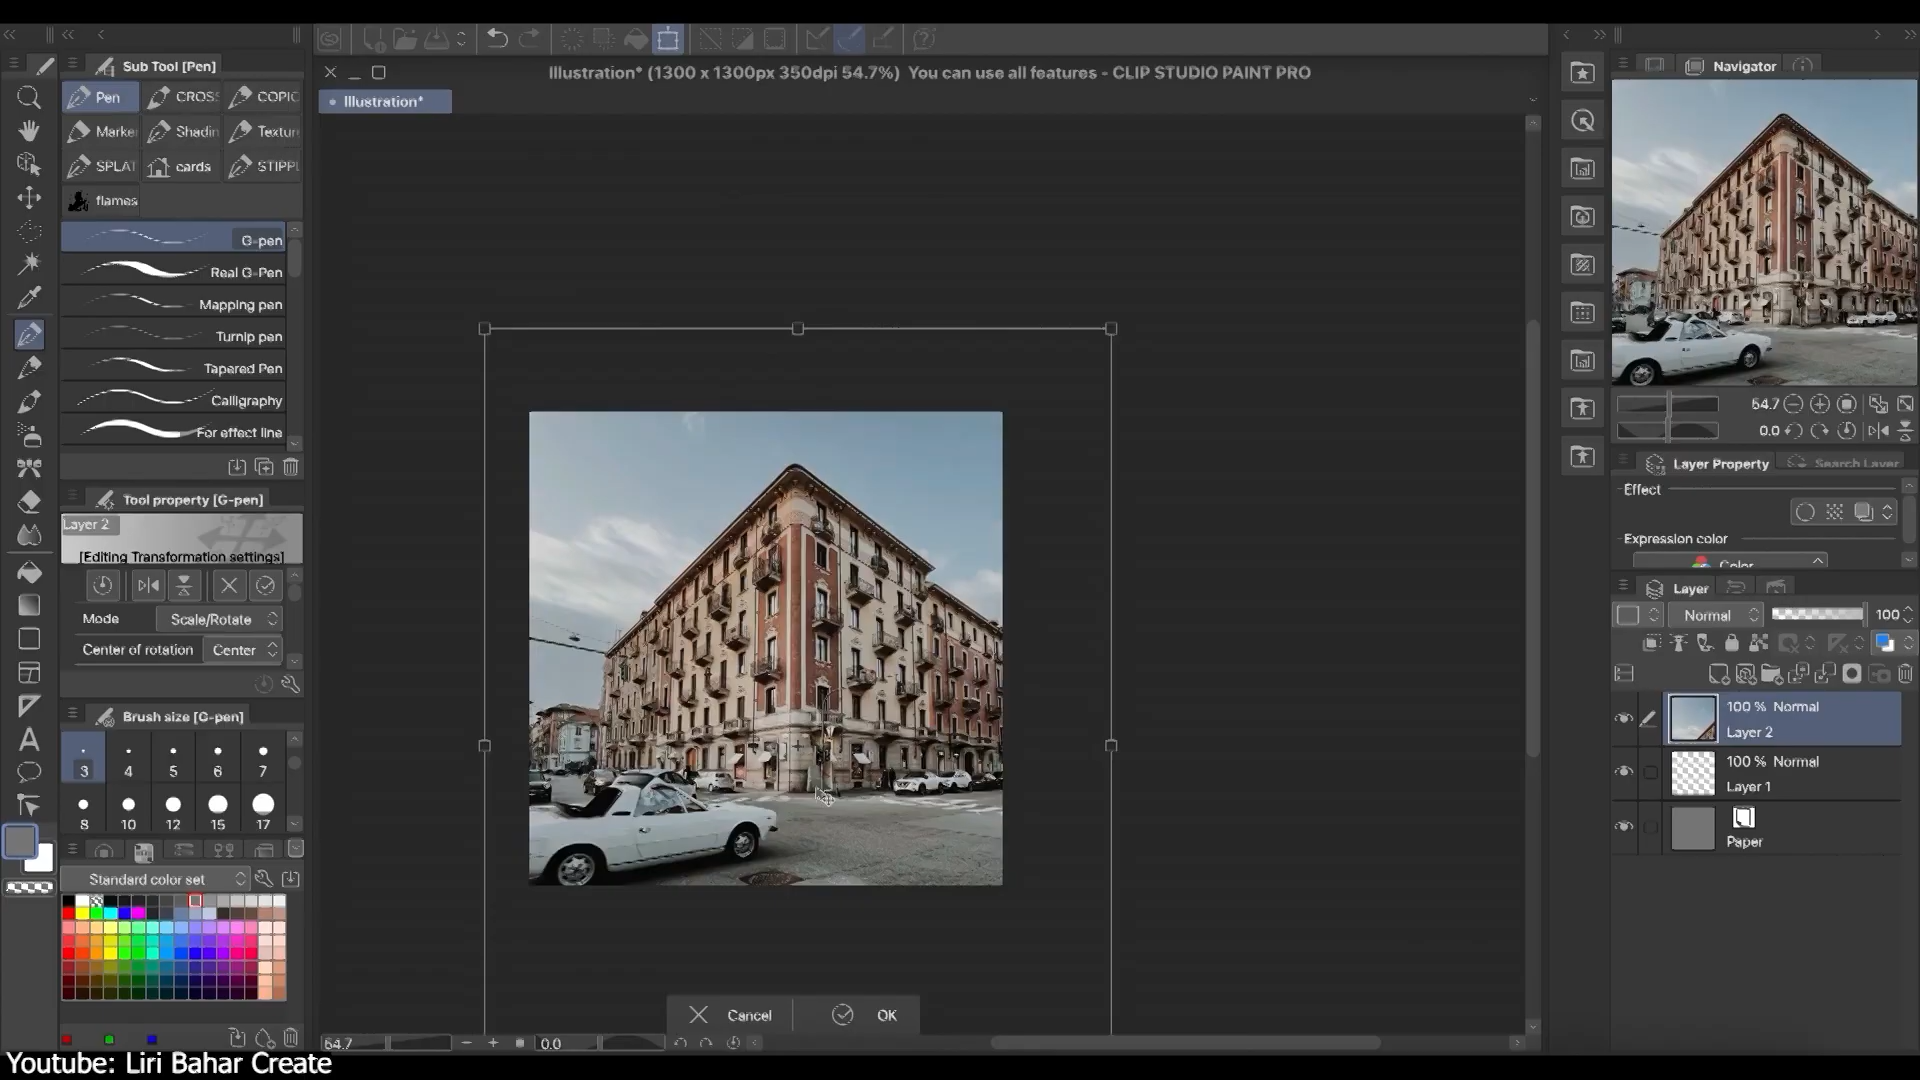 Sub Tool [Pen]
Pen
CROSS
COPIC
Marke
Shadin
Textur
SPLAT
cards
STIPPL
flames
G-pen
Real G-Pen
Mapping pen
Turnip pen
Tapered Pen
Calligraphy
For effect line
Tool property [G-pen]
Layer 2
[Editing Transformation settings]
Mode Scale/Rotate
Center of rotation Center
Brush size [G-pen]
3 4 5 6 7
8 10 12 15 17
Standard color set
Illustration* (1300 x 1300px 350dpi 54.7%) You can use all features - CLIP STUDIO PAINT PRO
Illustration*
Cancel OK
54.7 0.0
Navigator
54.7
0.0
Layer Property Search Layer
Effect
Expression color
Color
Layer
Normal 100
100 % Normal
Layer 2
100 % Normal
Layer 1
Paper
Youtube: Liri Bahar Create